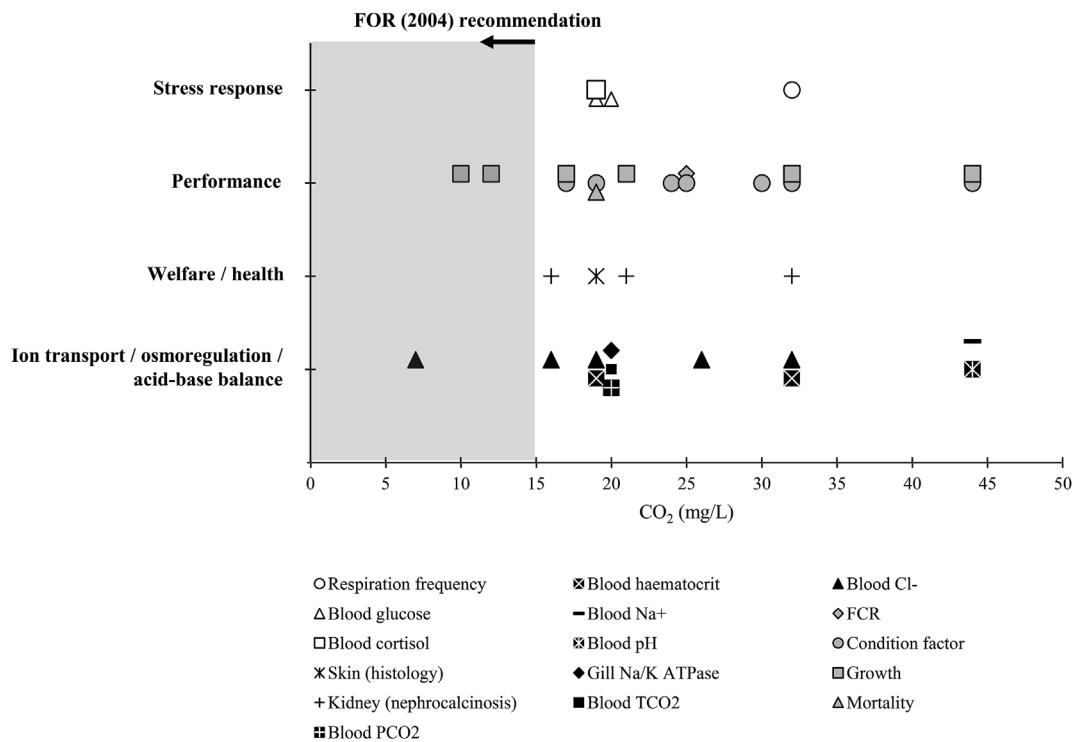 FOR (2004) recommendation
Stress response
Performance
Welfare / health
Ion transport / osmoregulation /
acid-base balance
0 5 10 15 20 25 30 35 40 45 50
CO₂ (mg/L)
Respiration frequency Blood haematocrit Blood Cl-
Blood glucose Blood Na+ FCR
Blood cortisol Blood pH Condition factor
Skin (histology) Gill Na/K ATPase Growth
Kidney (nephrocalcinosis) Blood TCO2 Mortality
Blood PCO2